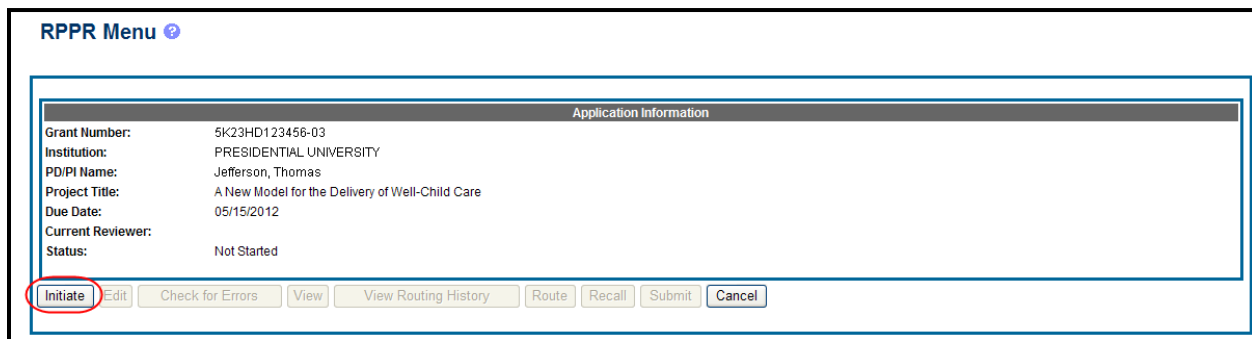 RPPR Menu ?
Application Information
Grant Number: 5K23HD123456-03
Institution: PRESIDENTIAL UNIVERSITY
PD/PI Name: Jefferson, Thomas
Project Title: A New Model for the Delivery of Well-Child Care
Due Date: 05/15/2012
Current Reviewer:
Status: Not Started
Initiate Edit Check for Errors View View Routing History Route Recall Submit Cancel